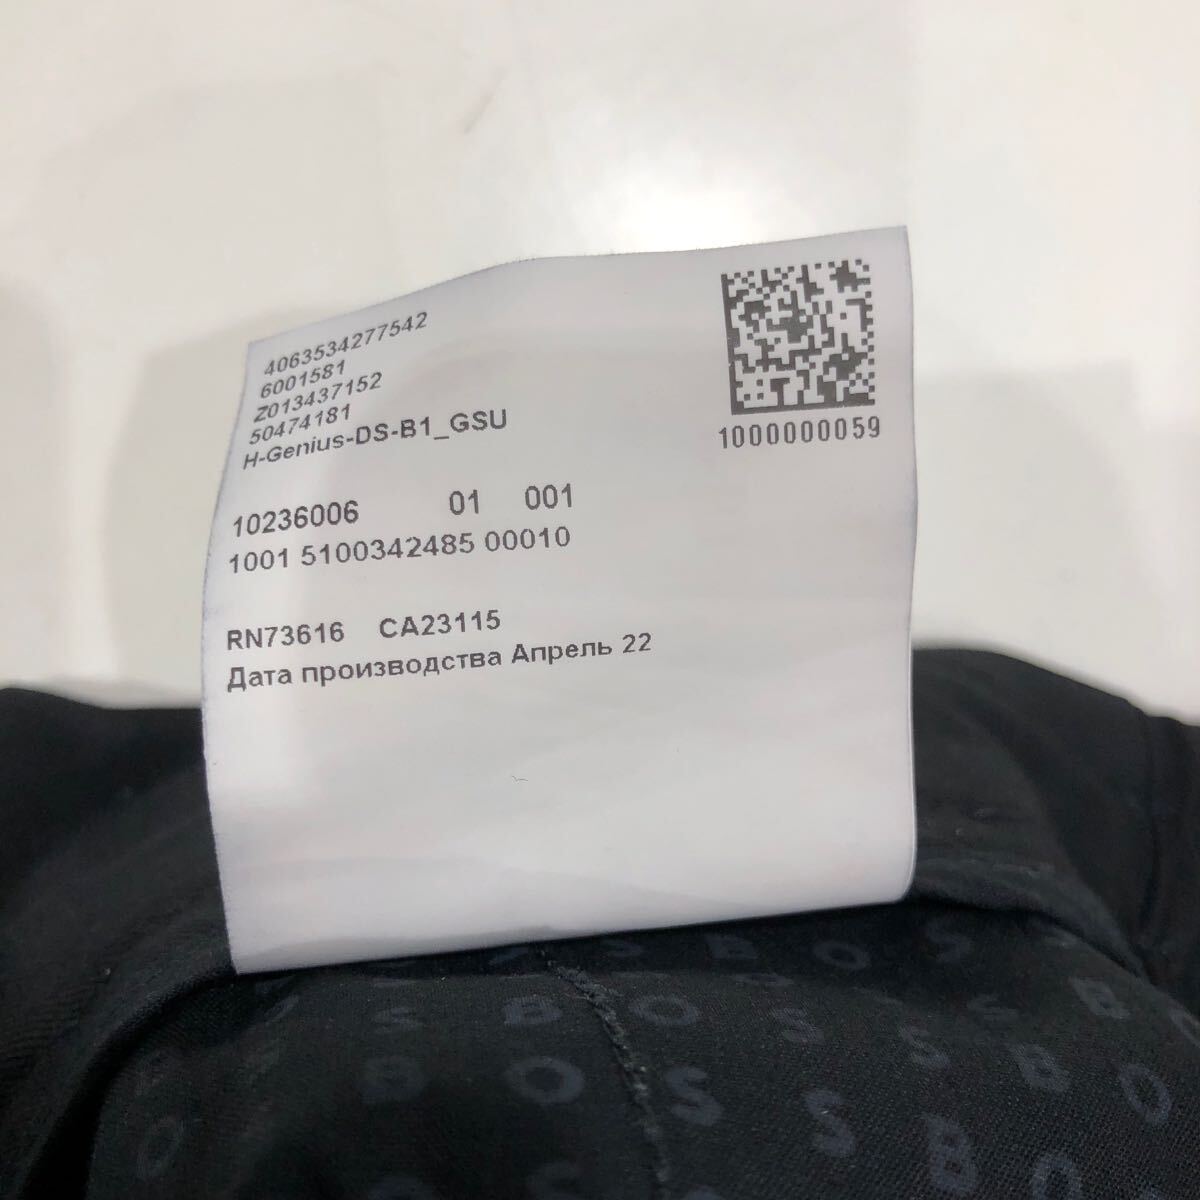 4063534277542
6001581
Z013437152
50474181
H-Genius-DS-B1_GSU
1000000059
10236006 01 001
1001 5100342485 00010
RN73616 CA23115
Дата производства Апрель 22
S B O S
S B O S S B
B O S S B O
B O